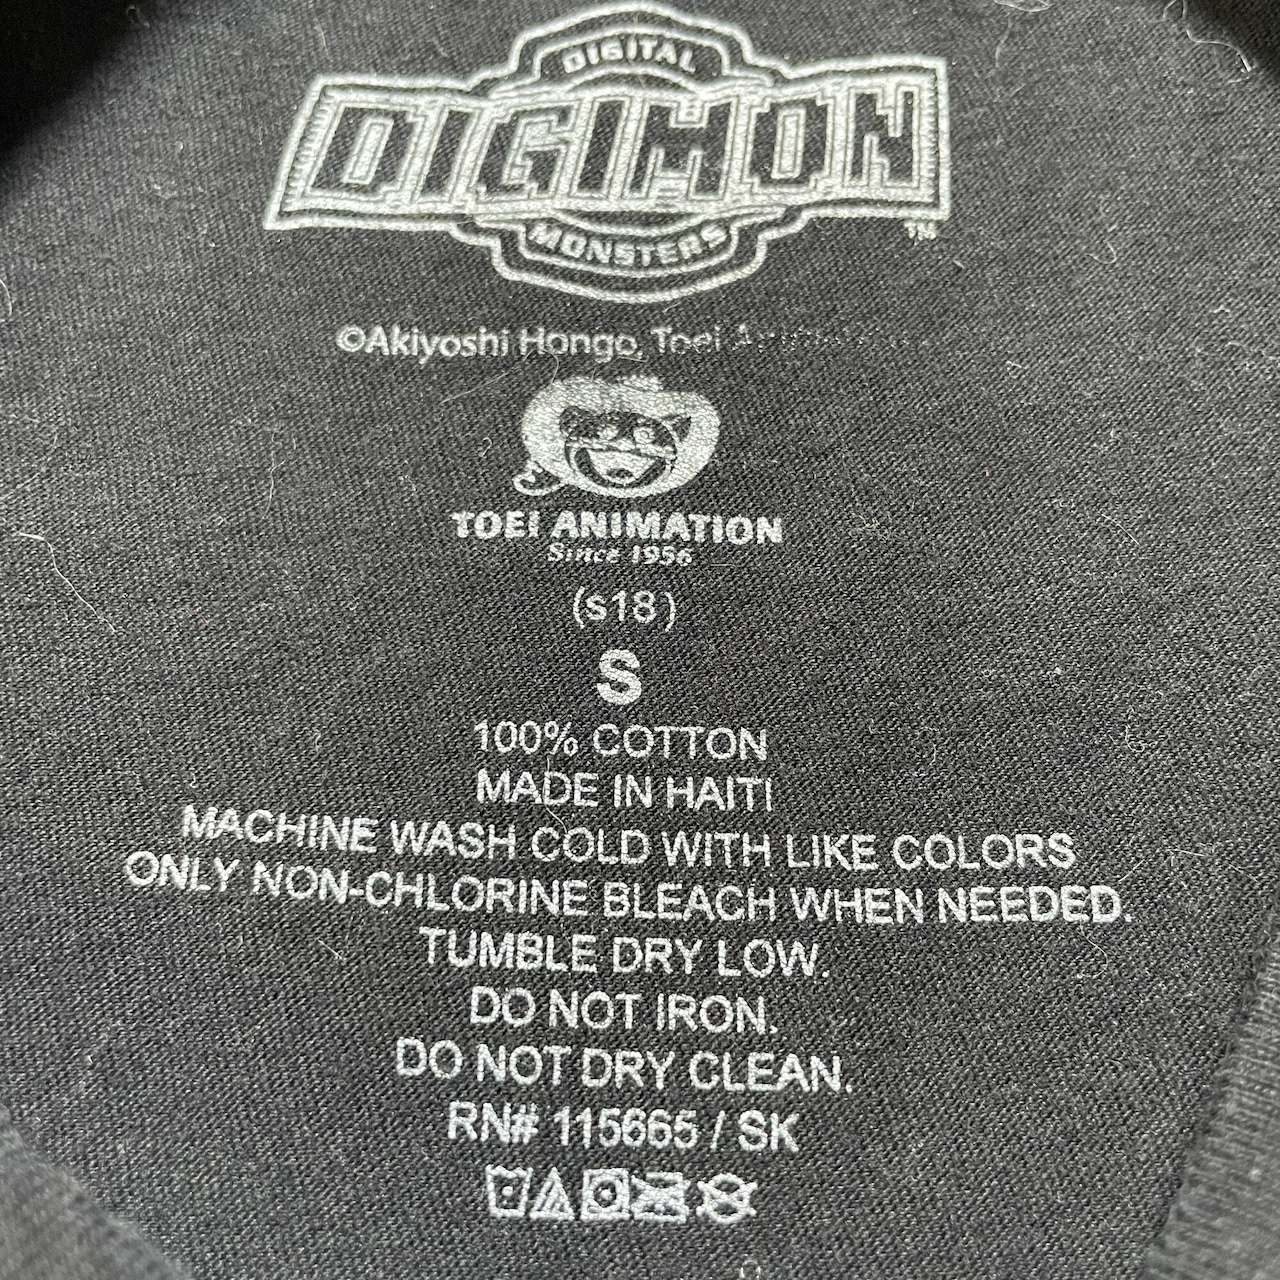 DIGITAL
DIGIMON
MONSTERS
TM
©Akiyoshi Hongo, Toei Animation
TOEI ANIMATION
Since 1956
(s18)
S
100% COTTON
MADE IN HAITI
MACHINE WASH COLD WITH LIKE COLORS
ONLY NON-CHLORINE BLEACH WHEN NEEDED.
TUMBLE DRY LOW.
DO NOT IRON.
DO NOT DRY CLEAN.
RN# 115665 / SK